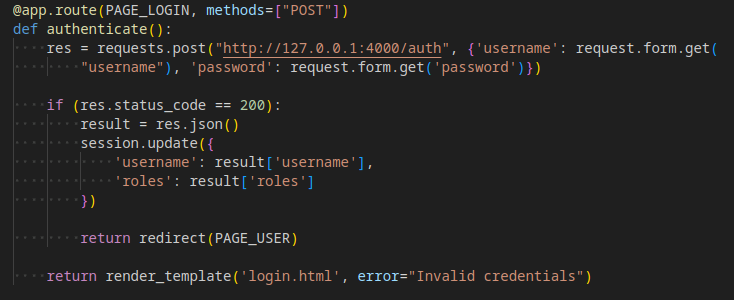 @app.route(PAGE_LOGIN, methods=["POST"])
def authenticate():
    res = requests.post("http://127.0.0.1:4000/auth", {'username': request.form.get(
        "username"), 'password': request.form.get('password')})

    if (res.status_code == 200):
        result = res.json()
        session.update({
            'username': result['username'],
            'roles': result['roles']
        })

        return redirect(PAGE_USER)

    return render_template('login.html', error="Invalid credentials")